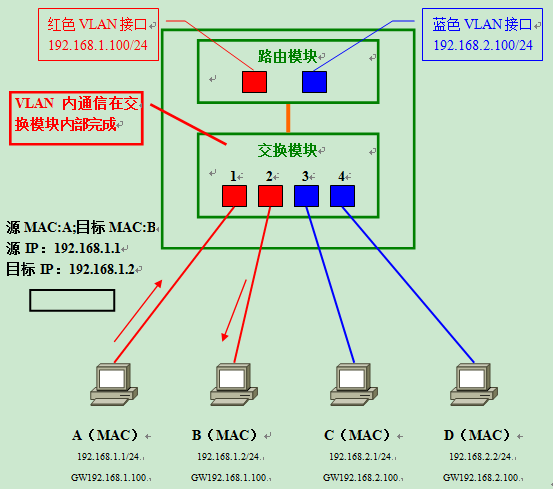 红色 VLAN 接口
192.168.1.100/24
蓝色 VLAN 接口
192.168.2.100/24
路由模块
VLAN 内通信在交
换模块内部完成
交换模块
1 2 3 4
源 MAC:A;目标 MAC:B
源 IP：192.168.1.1
目标 IP：192.168.1.2
A（MAC） B（MAC） C（MAC） D（MAC）
192.168.1.1/24. 192.168.1.2/24. 192.168.2.1/24. 192.168.2.2/24.
GW192.168.1.100. GW192.168.1.100. GW192.168.2.100. GW192.168.2.100.